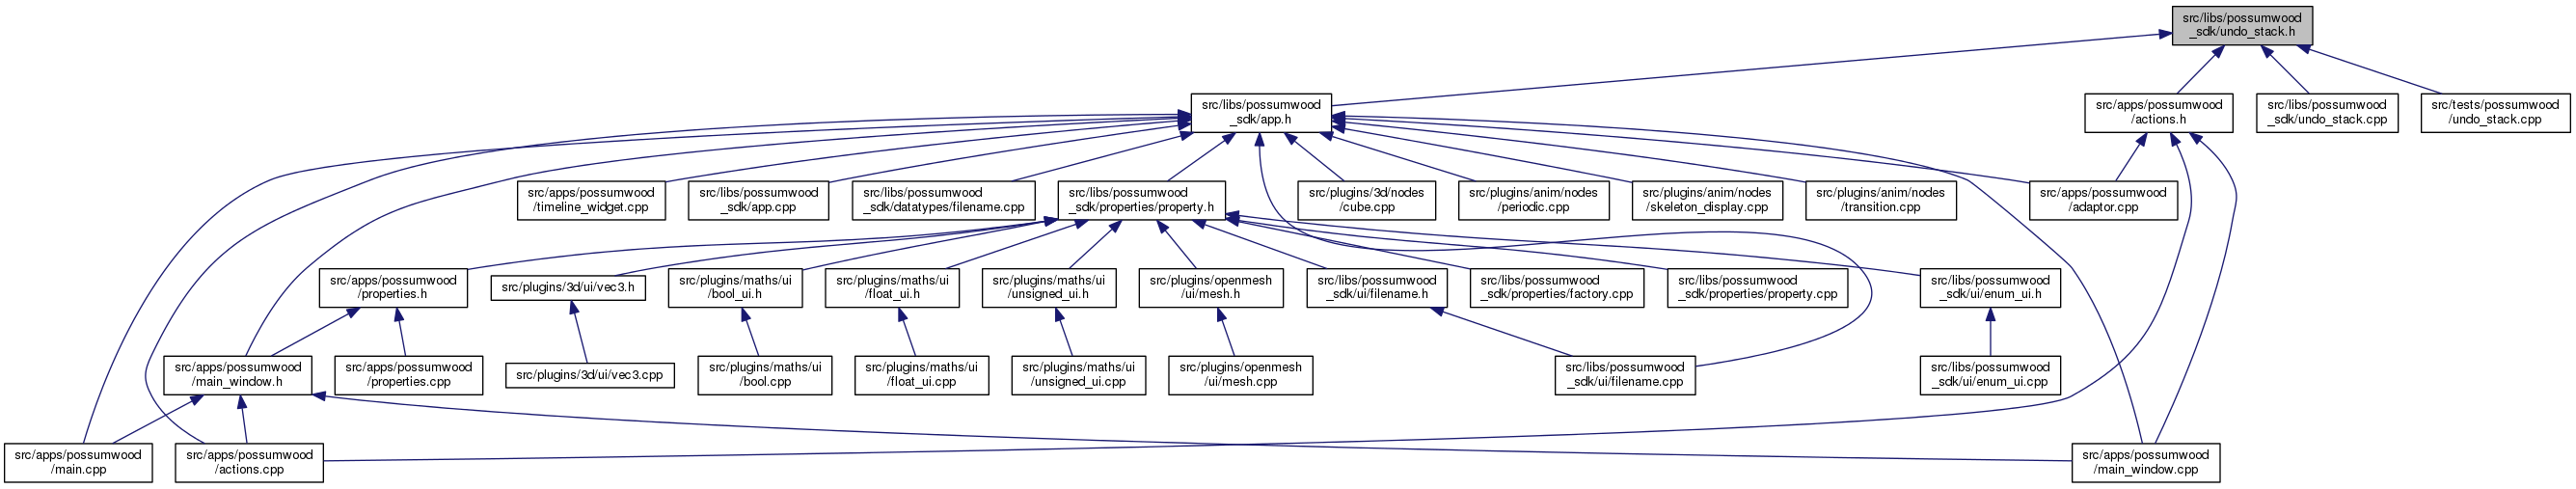 src/libs/possumwood
_sdk/undo_stack.h
src/libs/possumwood
_sdk/app.h
src/apps/possumwood
/actions.h
src/libs/possumwood
_sdk/undo_stack.cpp
src/tests/possumwood
/undo_stack.cpp
src/apps/possumwood
/timeline_widget.cpp
src/libs/possumwood
_sdk/app.cpp
src/libs/possumwood
_sdk/datatypes/filename.cpp
src/libs/possumwood
_sdk/properties/property.h
src/plugins/3d/nodes
/cube.cpp
src/plugins/anim/nodes
/periodic.cpp
src/plugins/anim/nodes
/skeleton_display.cpp
src/plugins/anim/nodes
/transition.cpp
src/apps/possumwood
/adaptor.cpp
src/apps/possumwood
/properties.h
src/plugins/3d/ui/vec3.h
src/plugins/maths/ui
/bool_ui.h
src/plugins/maths/ui
/float_ui.h
src/plugins/maths/ui
/unsigned_ui.h
src/plugins/openmesh
/ui/mesh.h
src/libs/possumwood
_sdk/ui/filename.h
src/libs/possumwood
_sdk/properties/factory.cpp
src/libs/possumwood
_sdk/properties/property.cpp
src/libs/possumwood
_sdk/ui/enum_ui.h
src/apps/possumwood
/main_window.h
src/apps/possumwood
/properties.cpp
src/plugins/3d/ui/vec3.cpp
src/plugins/maths/ui
/bool.cpp
src/plugins/maths/ui
/float_ui.cpp
src/plugins/maths/ui
/unsigned_ui.cpp
src/plugins/openmesh
/ui/mesh.cpp
src/libs/possumwood
_sdk/ui/filename.cpp
src/libs/possumwood
_sdk/ui/enum_ui.cpp
src/apps/possumwood
/main.cpp
src/apps/possumwood
/actions.cpp
src/apps/possumwood
/main_window.cpp